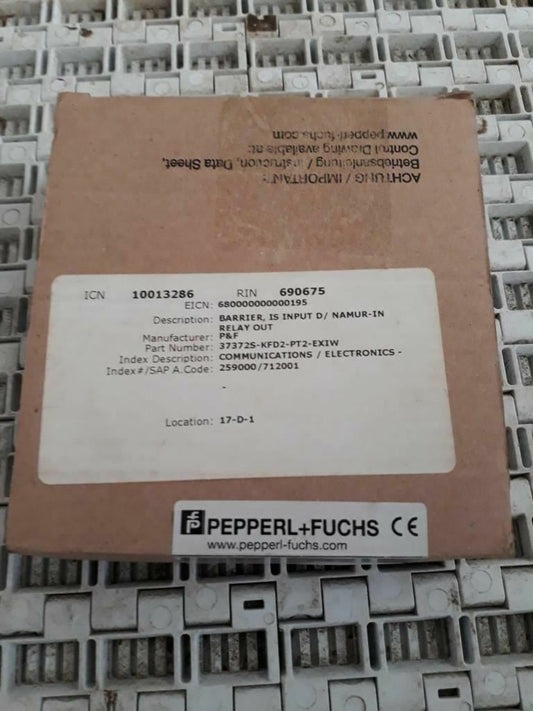 ACHTUNG / IMPORTANT:
Betriebsanleitung / Instruction, Data Sheet,
Control Drawing available at:
www.pepperl-fuchs.com
ICN 10013286 RIN 690675
EICN: 680000000000195
Description: BARRIER, IS INPUT D/ NAMUR-IN
RELAY OUT
Manufacturer: P&F
Part Number: 37372S-KFD2-PT2-EXIW
Index Description: COMMUNICATIONS / ELECTRONICS -
Index#/SAP A.Code: 259000/712001
-
Location: 17-D-1
PEPPERL+FUCHS CE
www.pepperl-fuchs.com